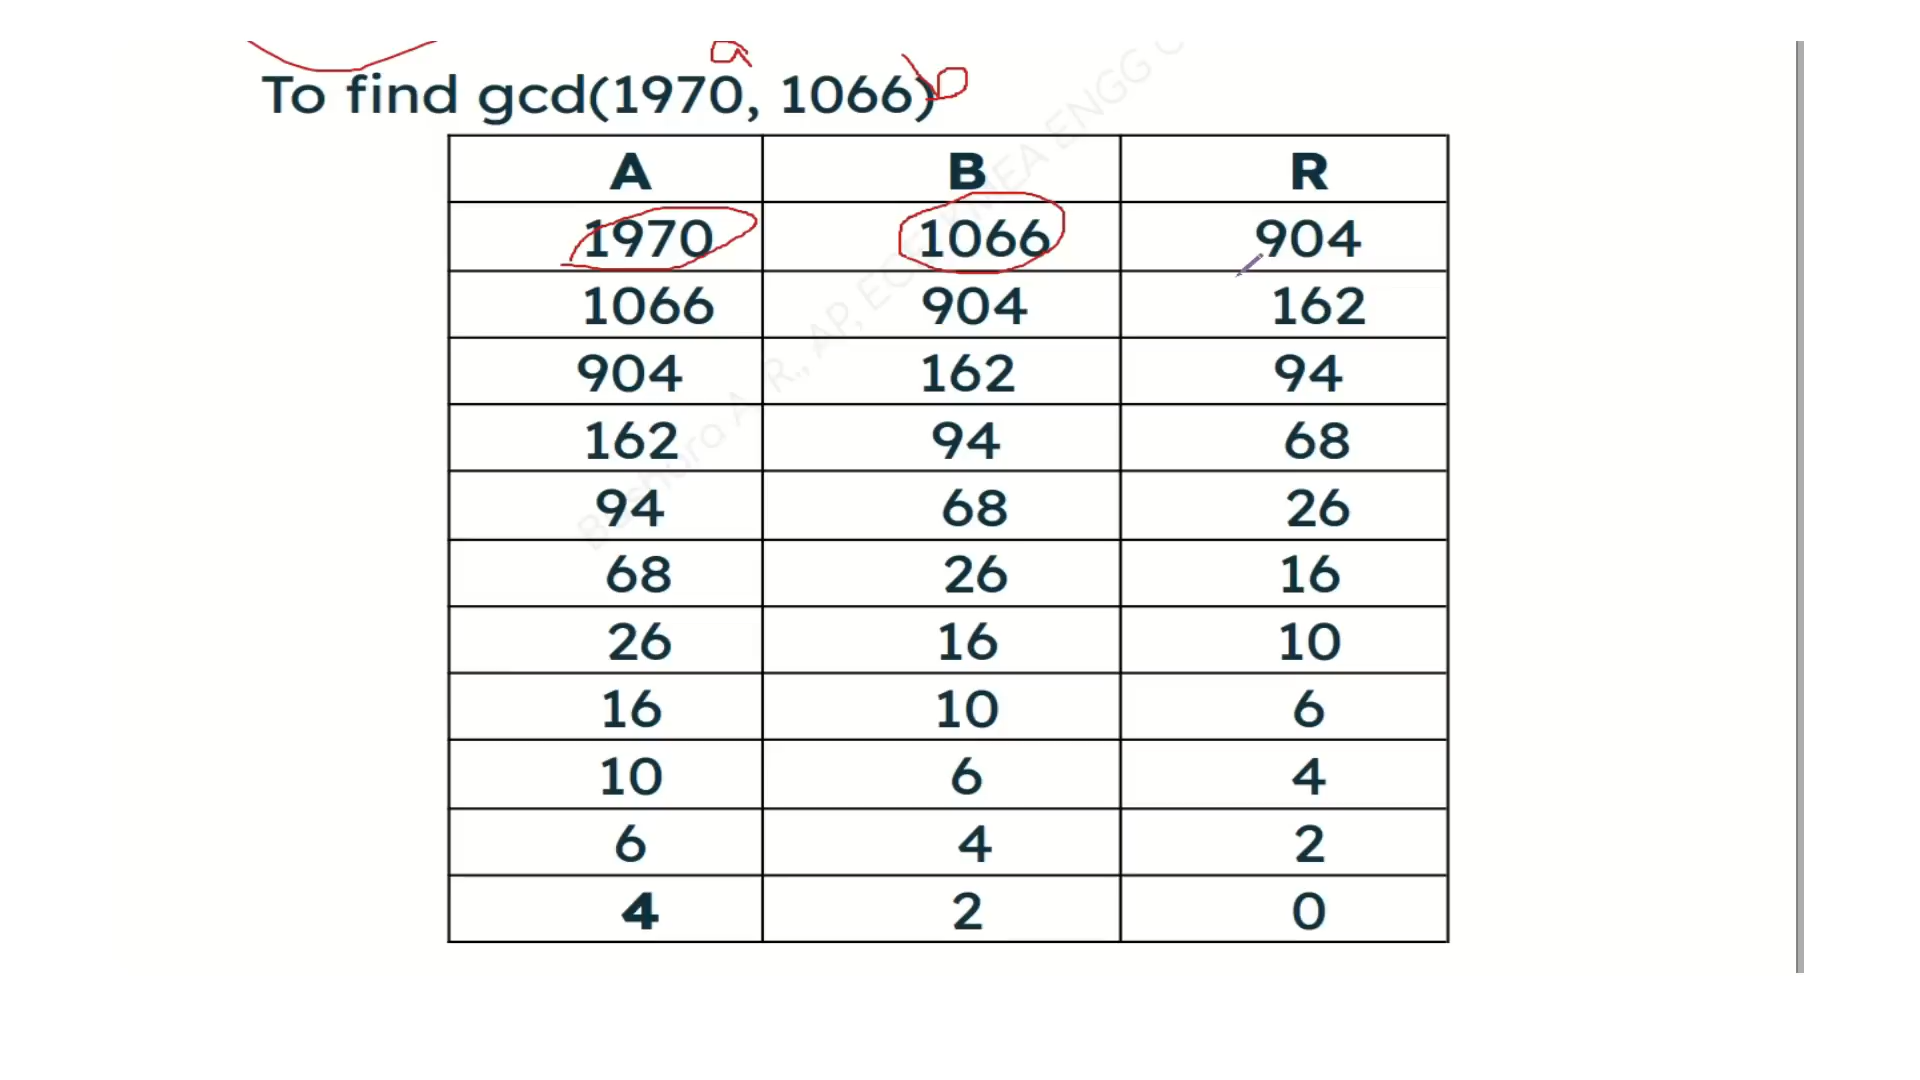 To find gcd(1970, 1066)
A B R
1970 1066 904
1066 904 162
904 162 94
162 94 68
94 68 26
68 26 16
26 16 10
16 10 6
10 6 4
6 4 2
4 2 0